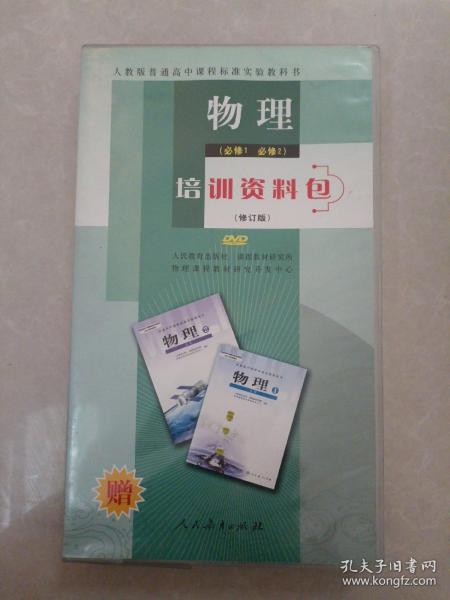 人教版普通高中课程标准实验教科书
物理
(必修1 必修2)
培训资料包
(修订版)
DVD
人民教育出版社 课程教材研究所
物理课程教材研究开发中心
物理 2
物理 1
赠
人民教育出版社
孔夫子旧书网
www.kongfz.com